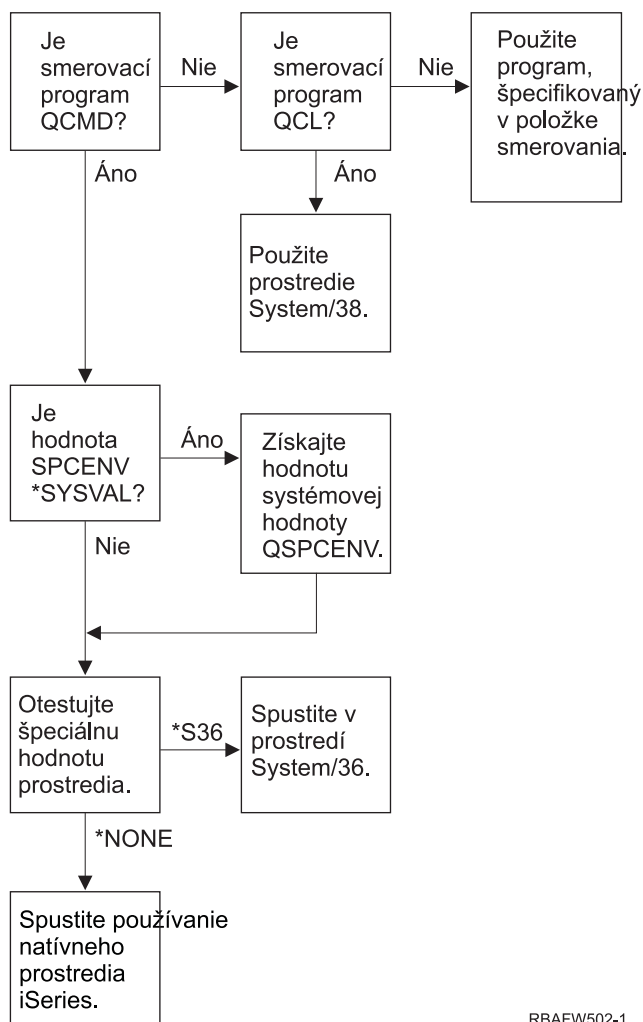 Je
smerovací
program
QCMD?
Nie
Je
smerovací
program
QCL?
Nie
Použite
program,
špecifikovaný
v položke
smerovania.
Áno
Áno
Použite
prostredie
System/38.
Je
hodnota
SPCENV
*SYSVAL?
Áno
Získajte
hodnotu
systémovej
hodnoty
QSPCENV.
Nie
Otestujte
špeciálnu
hodnotu
prostredia.
*S36
Spustite v
prostredí
System/36.
*NONE
Spustite používanie
natívneho
prostredia
iSeries.
RBAFW502-1